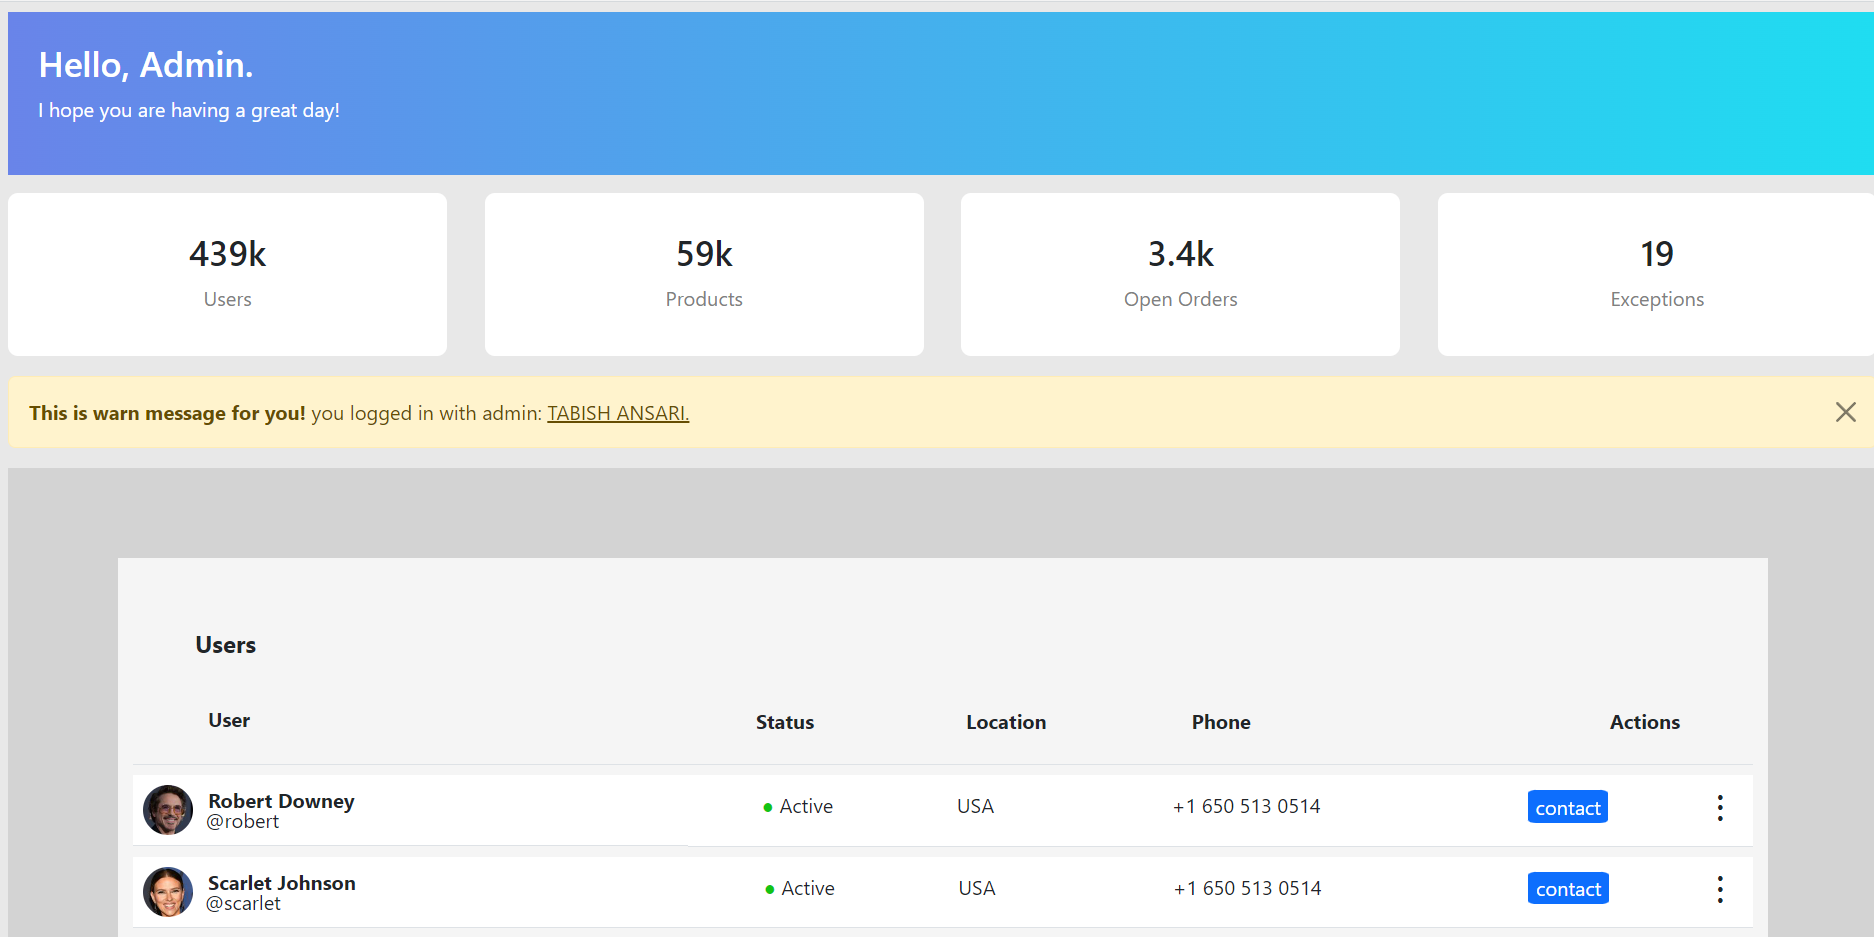 Hello, Admin.
I hope you are having a great day!
439k
Users
59k
Products
3.4k
Open Orders
19
Exceptions
This is warn message for you! you logged in with admin: TABISH ANSARI.
Users
User Status Location Phone Actions
Robert Downey
@robert
Active USA +1 650 513 0514 contact
Scarlet Johnson
@scarlet
Active USA +1 650 513 0514 contact